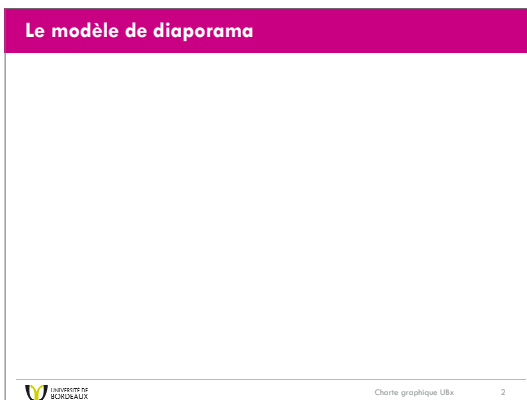 Le modèle de diaporama
UNIVERSITÉ DE
BORDEAUX
Charte graphique UBx
2